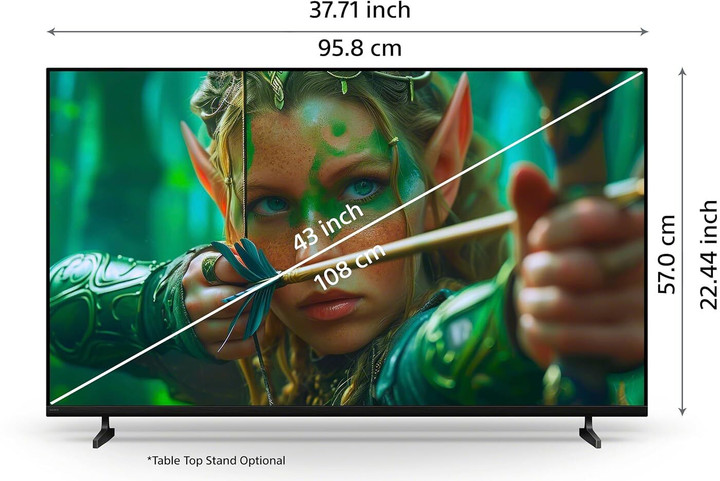 37.71 inch
95.8 cm
43 inch
108 cm
57.0 cm
22.44 inch
*Table Top Stand Optional